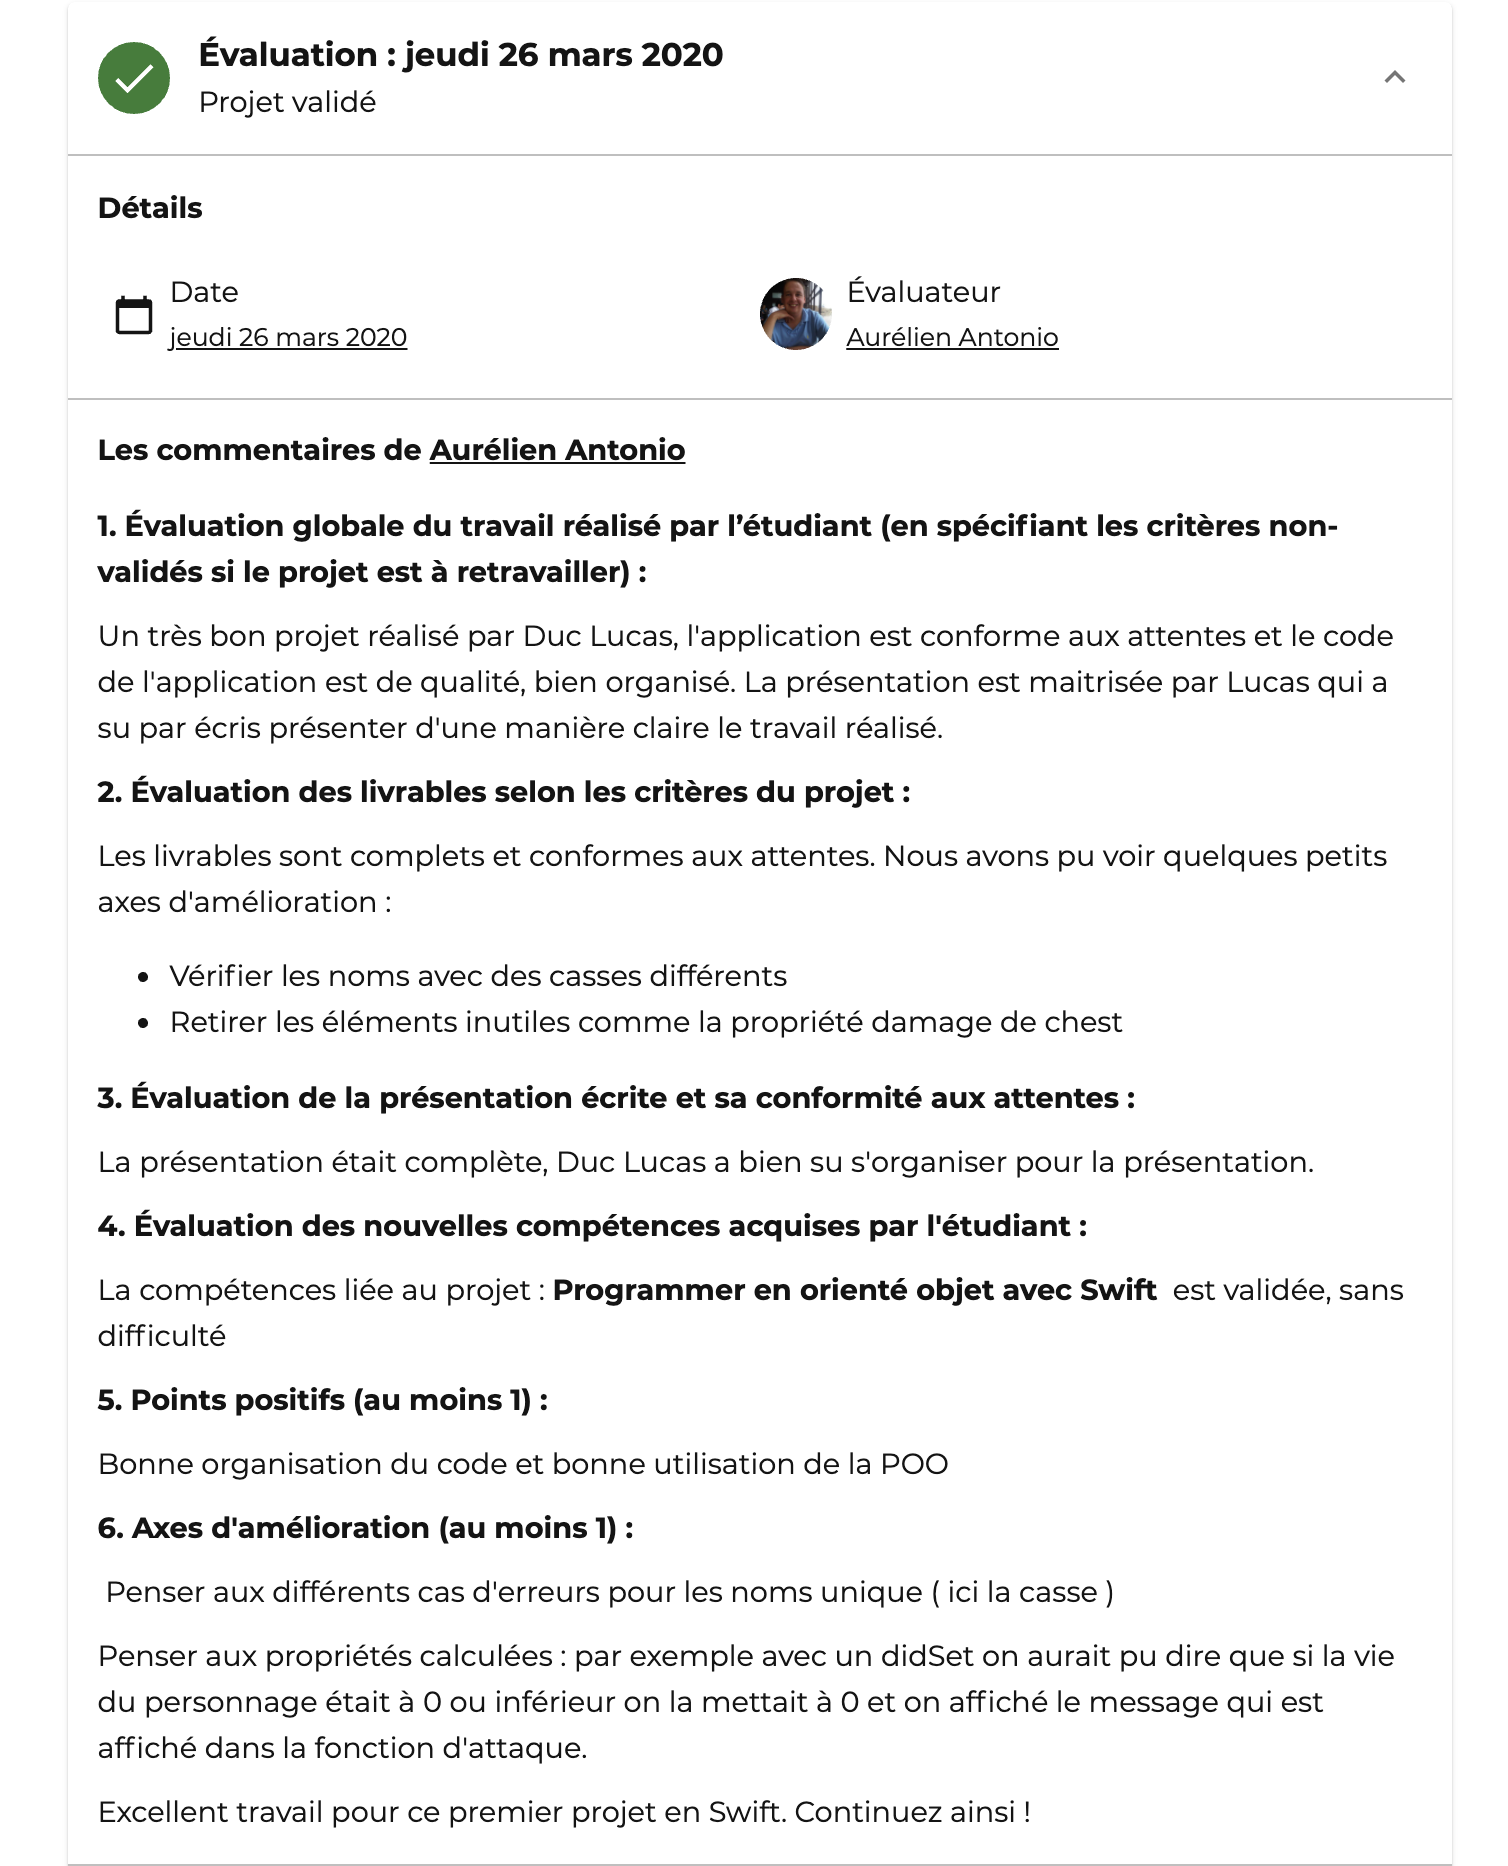 Évaluation : jeudi 26 mars 2020
Projet validé
Détails
Date
jeudi 26 mars 2020
Évaluateur
Aurélien Antonio
Les commentaires de Aurélien Antonio
1. Évaluation globale du travail réalisé par l’étudiant (en spécifiant les critères non-
validés si le projet est à retravailler) :
Un très bon projet réalisé par Duc Lucas, l'application est conforme aux attentes et le code
de l'application est de qualité, bien organisé. La présentation est maitrisée par Lucas qui a
su par écris présenter d'une manière claire le travail réalisé.
2. Évaluation des livrables selon les critères du projet :
Les livrables sont complets et conformes aux attentes. Nous avons pu voir quelques petits
axes d'amélioration :
• Vérifier les noms avec des casses différents
• Retirer les éléments inutiles comme la propriété damage de chest
3. Évaluation de la présentation écrite et sa conformité aux attentes :
La présentation était complète, Duc Lucas a bien su s'organiser pour la présentation.
4. Évaluation des nouvelles compétences acquises par l'étudiant :
La compétences liée au projet : Programmer en orienté objet avec Swift est validée, sans
difficulté
5. Points positifs (au moins 1) :
Bonne organisation du code et bonne utilisation de la POO
6. Axes d'amélioration (au moins 1) :
Penser aux différents cas d'erreurs pour les noms unique ( ici la casse )
Penser aux propriétés calculées : par exemple avec un didSet on aurait pu dire que si la vie
du personnage était à 0 ou inférieur on la mettait à 0 et on affiché le message qui est
affiché dans la fonction d'attaque.
Excellent travail pour ce premier projet en Swift. Continuez ainsi !